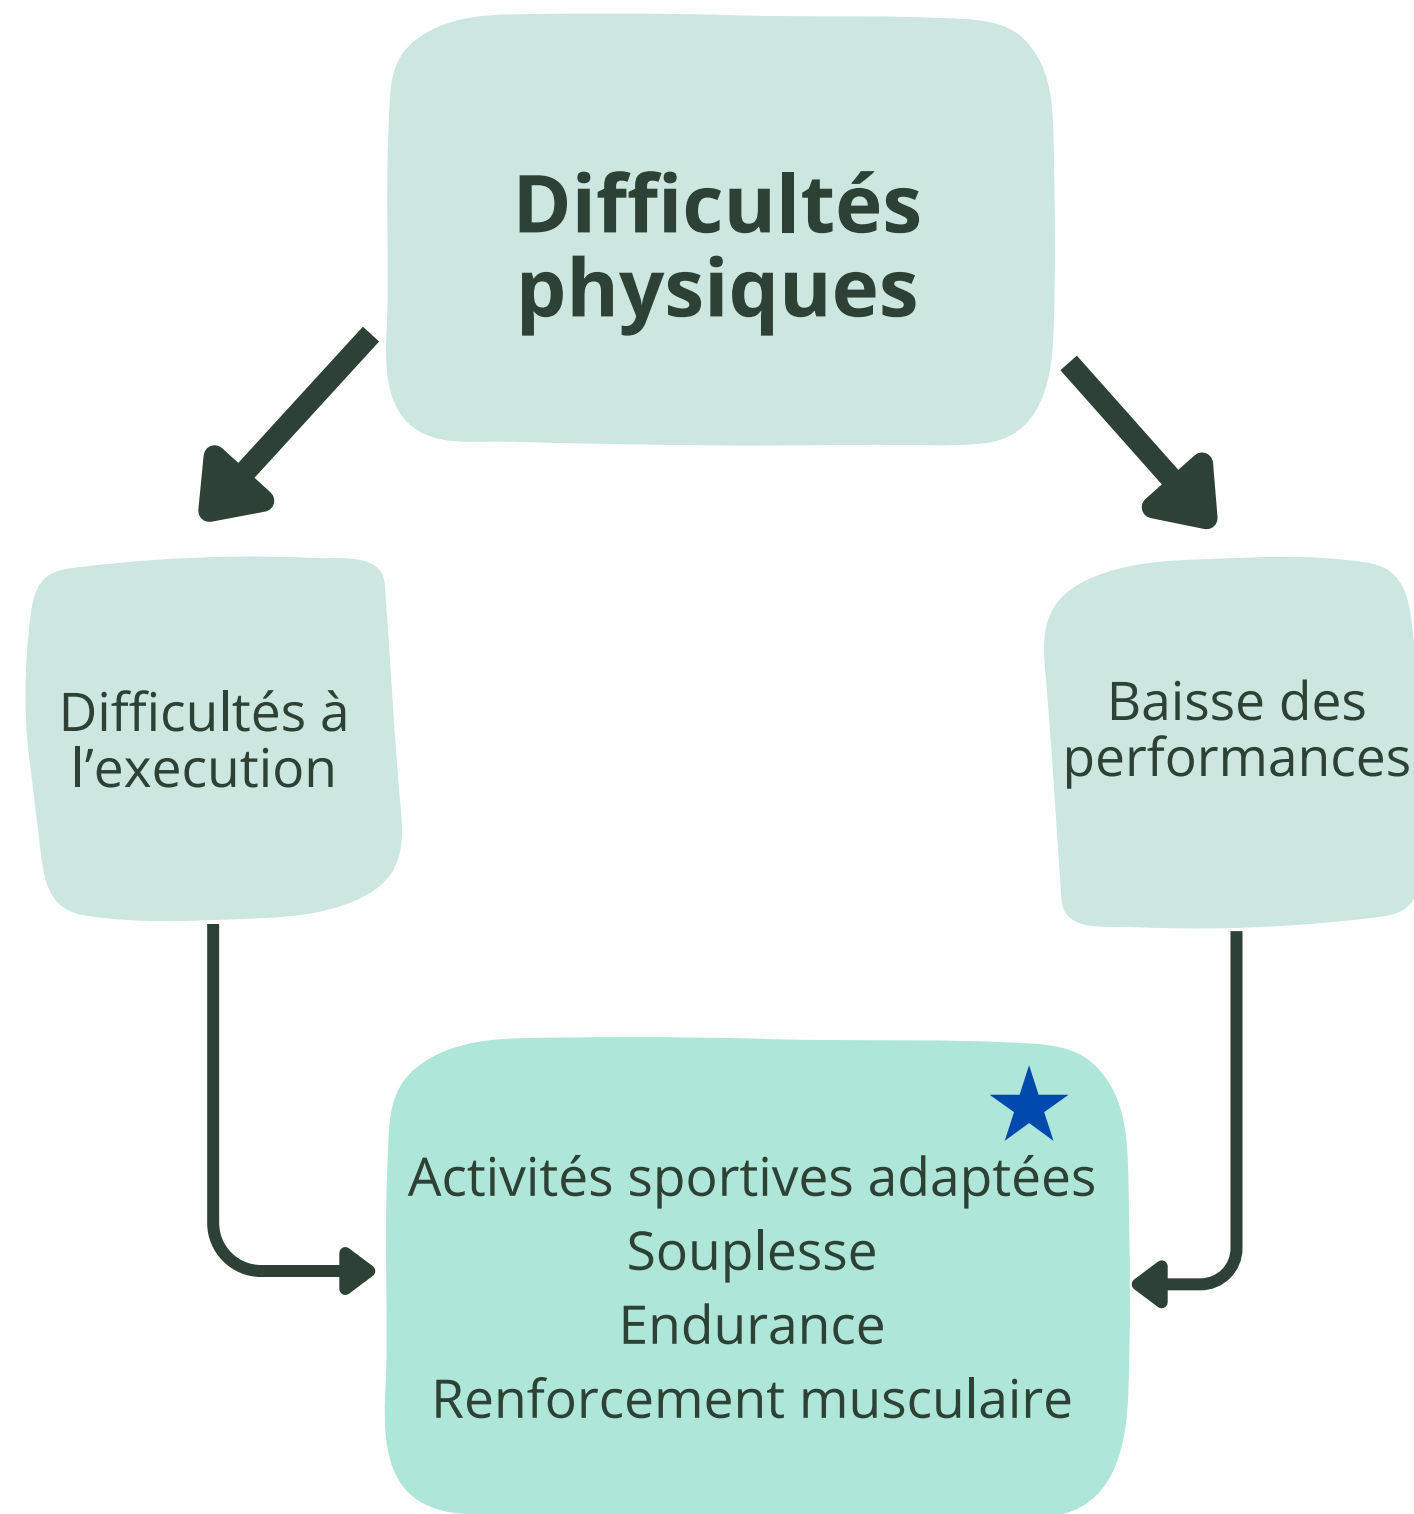 Difficultés
physiques
Difficultés à
l’execution
Baisse des
performances
Activités sportives adaptées
Souplesse
Endurance
Renforcement musculaire